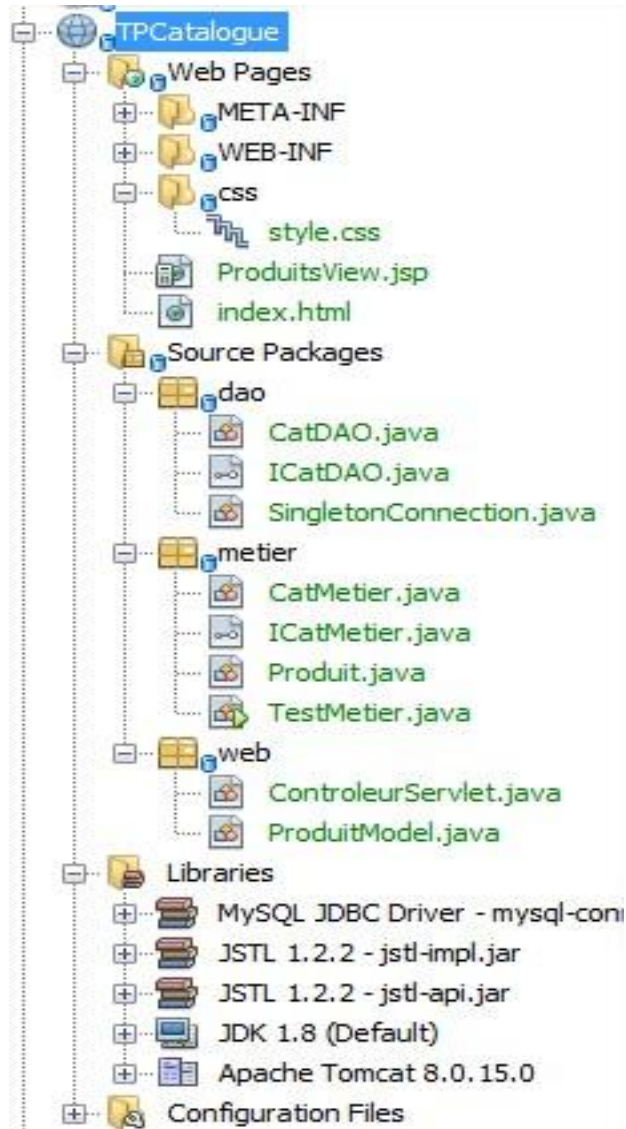 TPCatalogue
Web Pages
META-INF
WEB-INF
css
style.css
ProduitsView.jsp
index.html
Source Packages
dao
CatDAO.java
ICatDAO.java
SingletonConnection.java
metier
CatMetier.java
ICatMetier.java
Produit.java
TestMetier.java
web
ControleurServlet.java
ProduitModel.java
Libraries
MySQL JDBC Driver - mysql-con
JSTL 1.2.2 - jstl-impl.jar
JSTL 1.2.2 - jstl-api.jar
JDK 1.8 (Default)
Apache Tomcat 8.0.15.0
Configuration Files